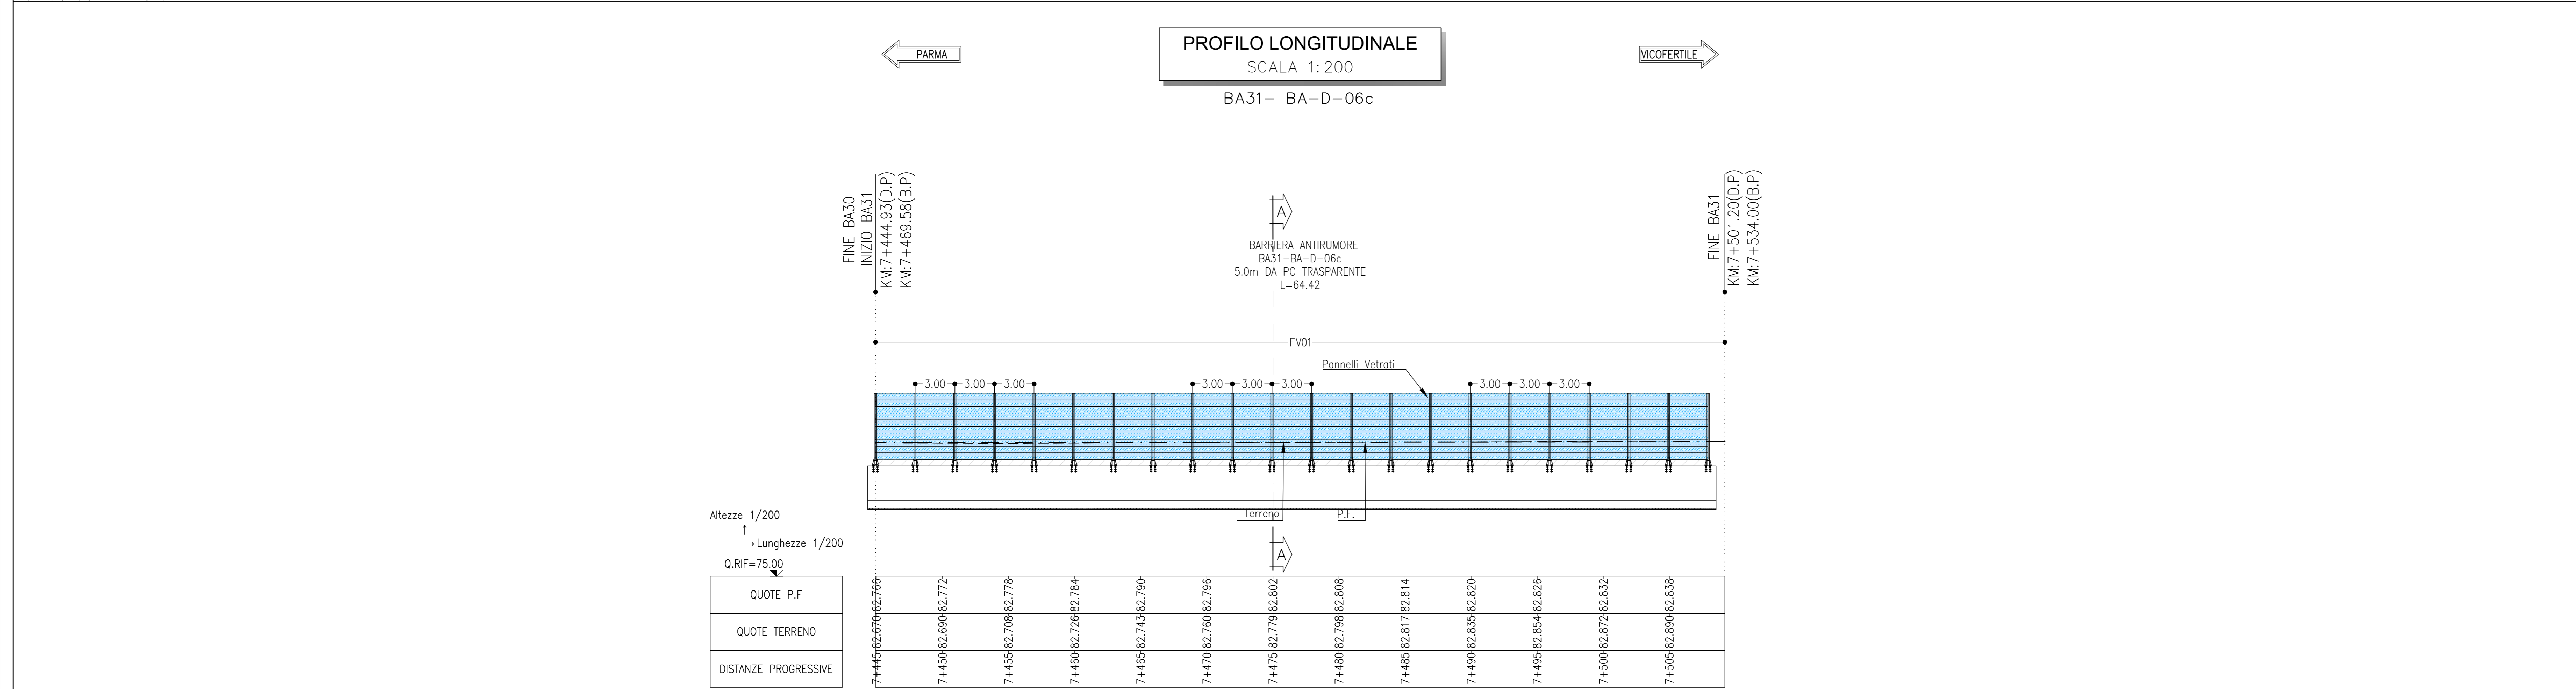 PARMA
PROFILO LONGITUDINALE
SCALA 1:200
VICOFERTILE
BA31- BA-D-06c
FINE BA30
INIZIO BA31
KM:7+444.93(D.P)
KM:7+469.58(B.P)
A
BARRIERA ANTIRUMORE
BA31-BA-D-06c
5.0m DA PC TRASPARENTE
L=64.42
FINE BA31
KM:7+501.20(D.P)
KM:7+534.00(B.P)
FV01
Pannelli Vetrati
3.00 3.00 3.00 3.00 3.00 3.00 3.00 3.00 3.00
Terreno
P.F.
A
Altezze 1/200
Lunghezze 1/200
Q.RIF=75.00
QUOTE P.F 82.766 82.772 82.778 82.784 82.790 82.796 82.802 82.808 82.814 82.820 82.826 82.832 82.838
QUOTE TERRENO 82.670 82.690 82.708 82.726 82.743 82.760 82.779 82.798 82.817 82.835 82.854 82.872 82.890
DISTANZE PROGRESSIVE 7+445 7+450 7+455 7+460 7+465 7+470 7+475 7+480 7+485 7+490 7+495 7+500 7+505